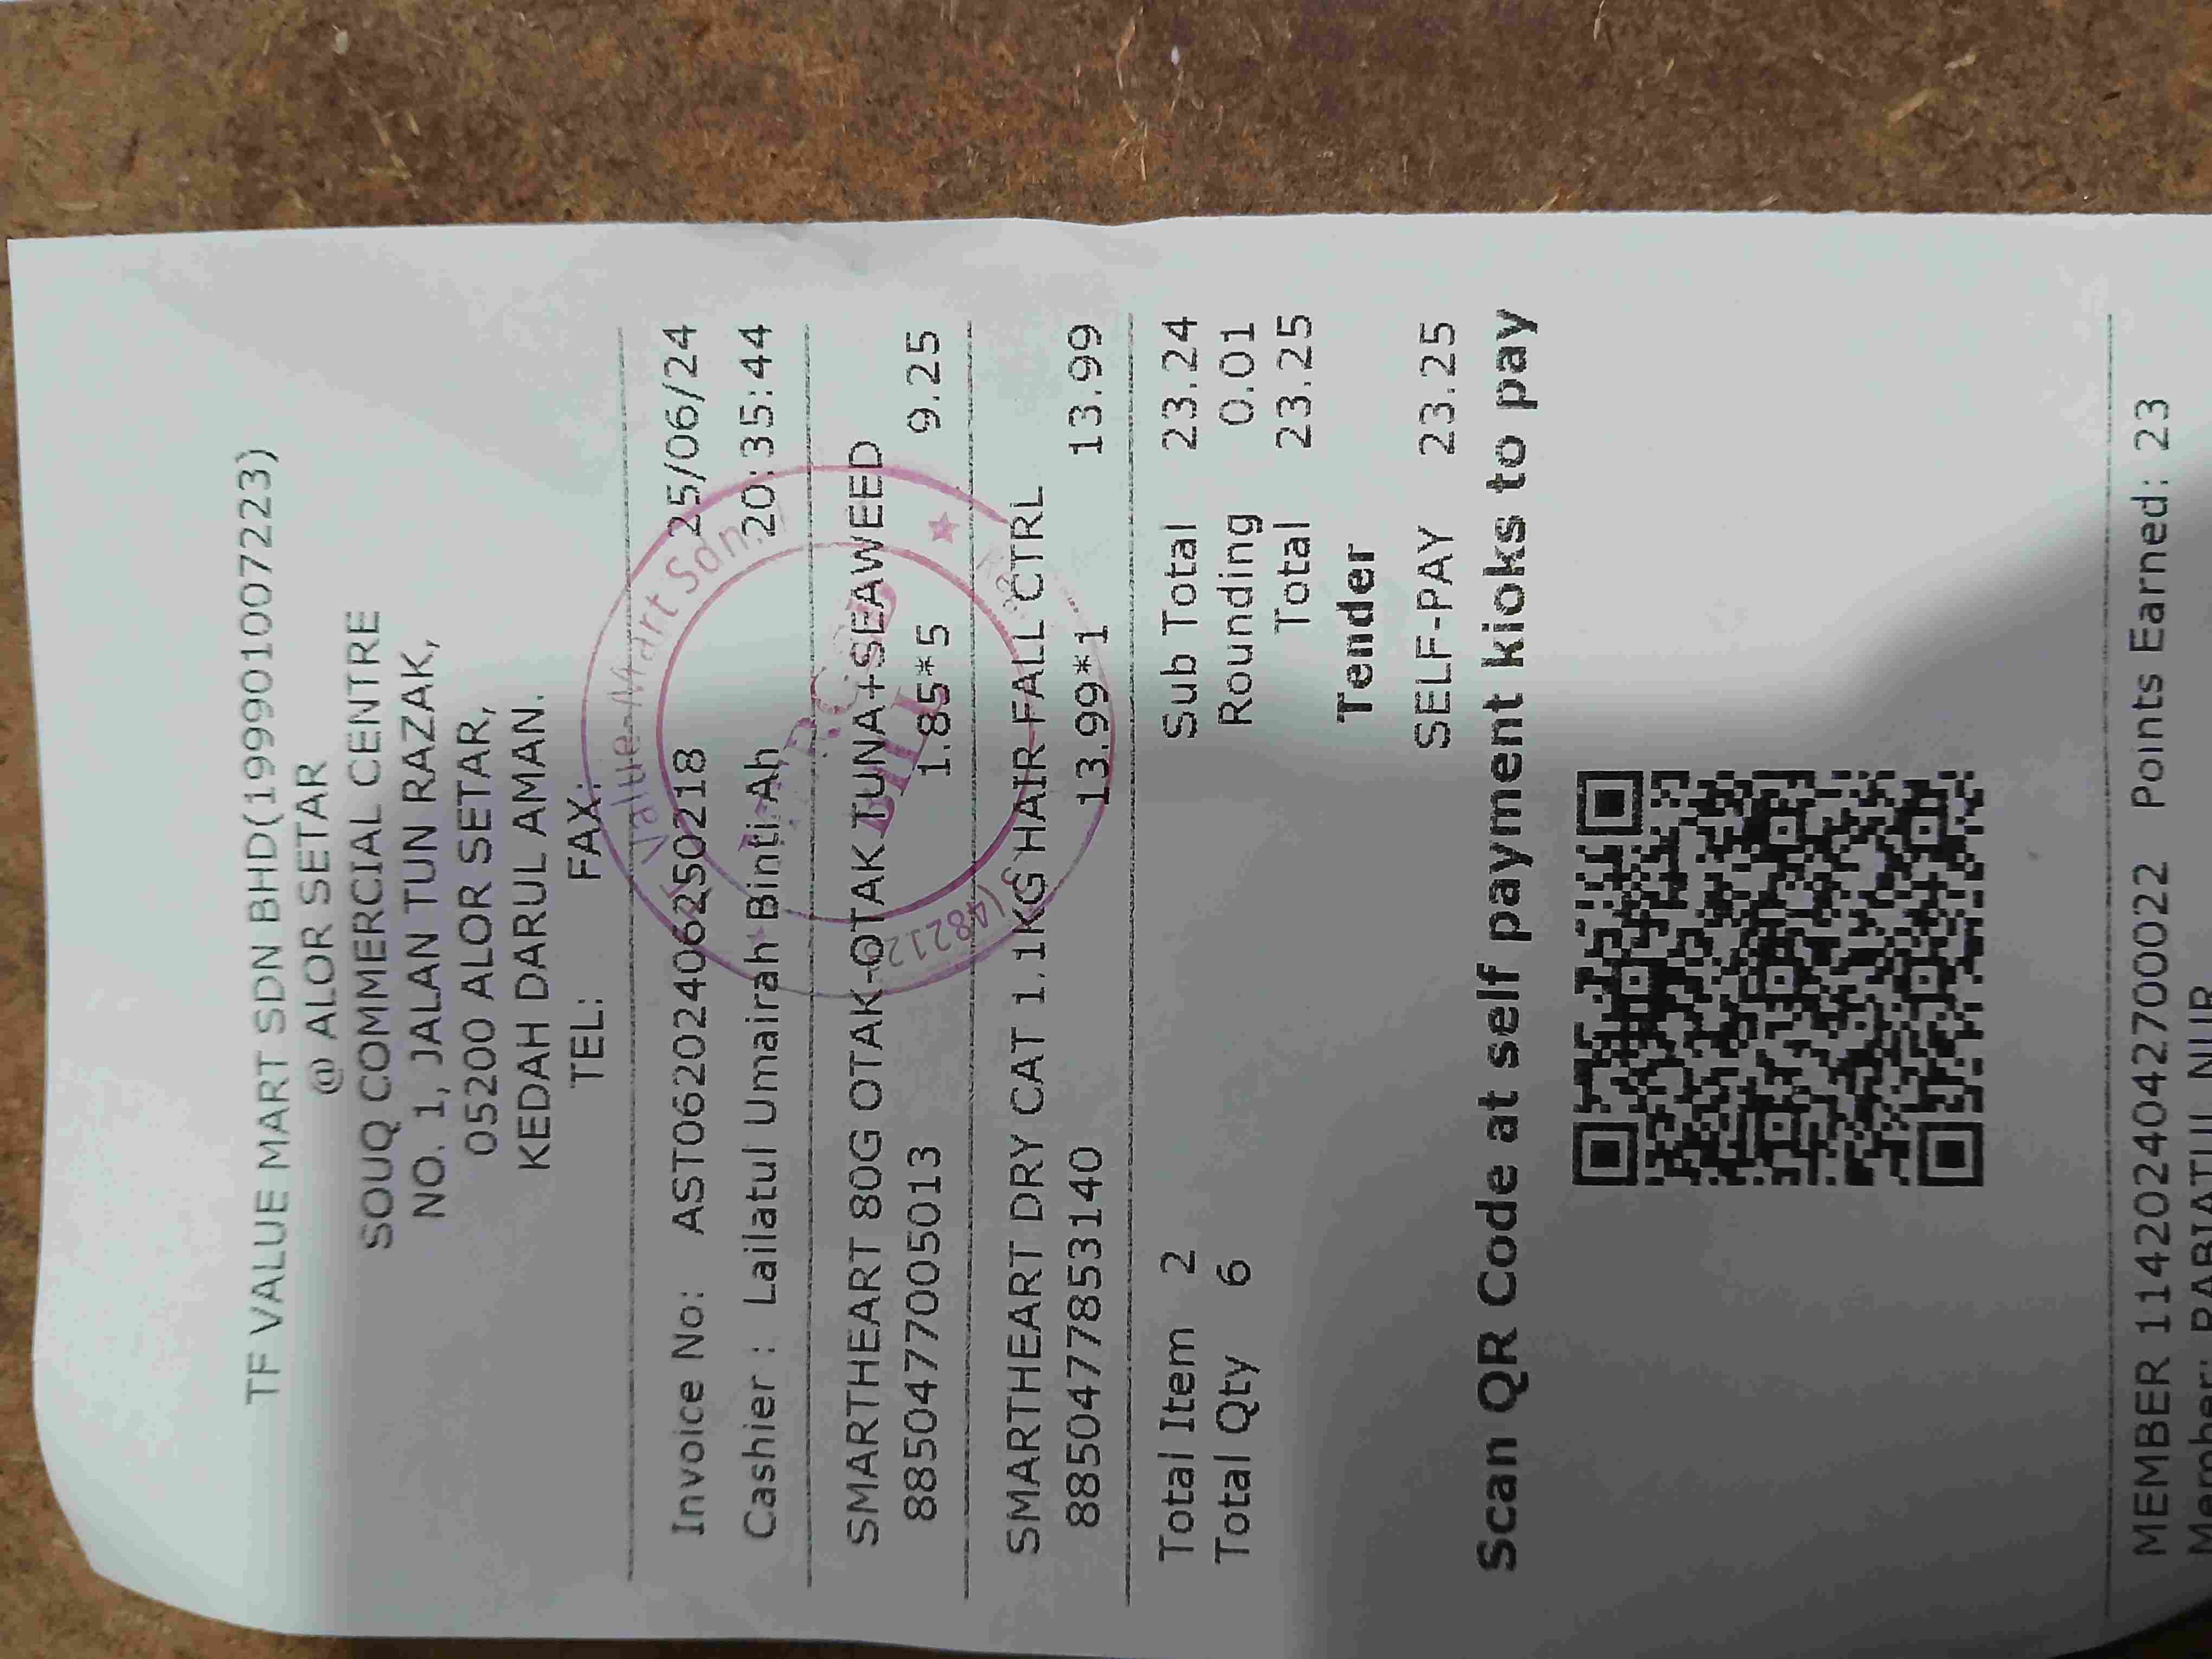 TF VALUE MART SDN BHD(199901007223)
@ ALOR SETAR
SOUQ COMMERCIAL CENTRE
NO. 1, JALAN TUN RAZAK,
05200 ALOR SETAR,
KEDAH DARUL AMAN.
TEL: FAX:
Invoice No: AST06202406250218 25/06/24
Cashier : Lailatul Umairah Binti Ah 20:35:44
SMARTHEART 80G OTAK-OTAK TUNA+SEAWEED
8850477005013 1.85*5 9.25
SMARTHEART DRY CAT 1.1KG HAIR FALL CTRL
8850477853140 13.99*1 13.99
Total Item 2 Sub Total 23.24
Total Qty 6 Rounding 0.01
Total 23.25
Tender
SELF-PAY 23.25
Scan QR Code at self payment kioks to pay
MEMBER 1142024042700022 Points Earned: 23
Member: RABIATUL NUR
Value Mart Sdn.
(48212